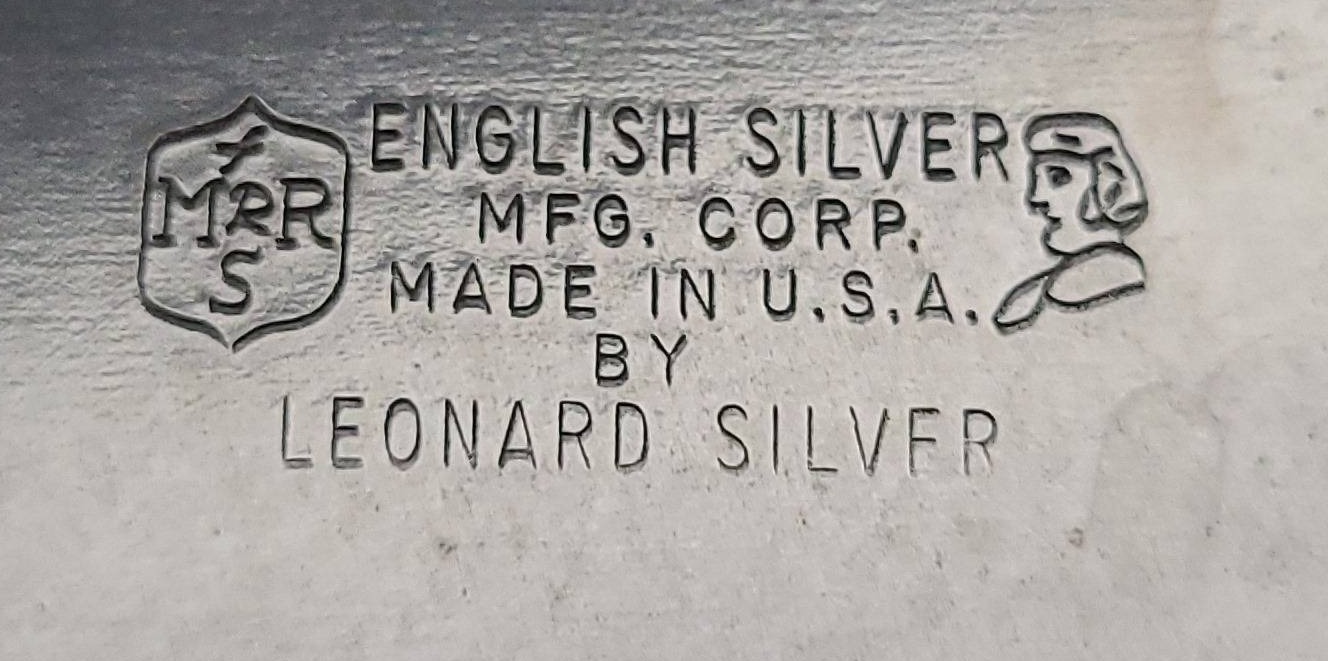 ENGLISH SILVER
MFG. CORP.
MADE IN U.S.A.
BY
LEONARD SILVER
M R
S